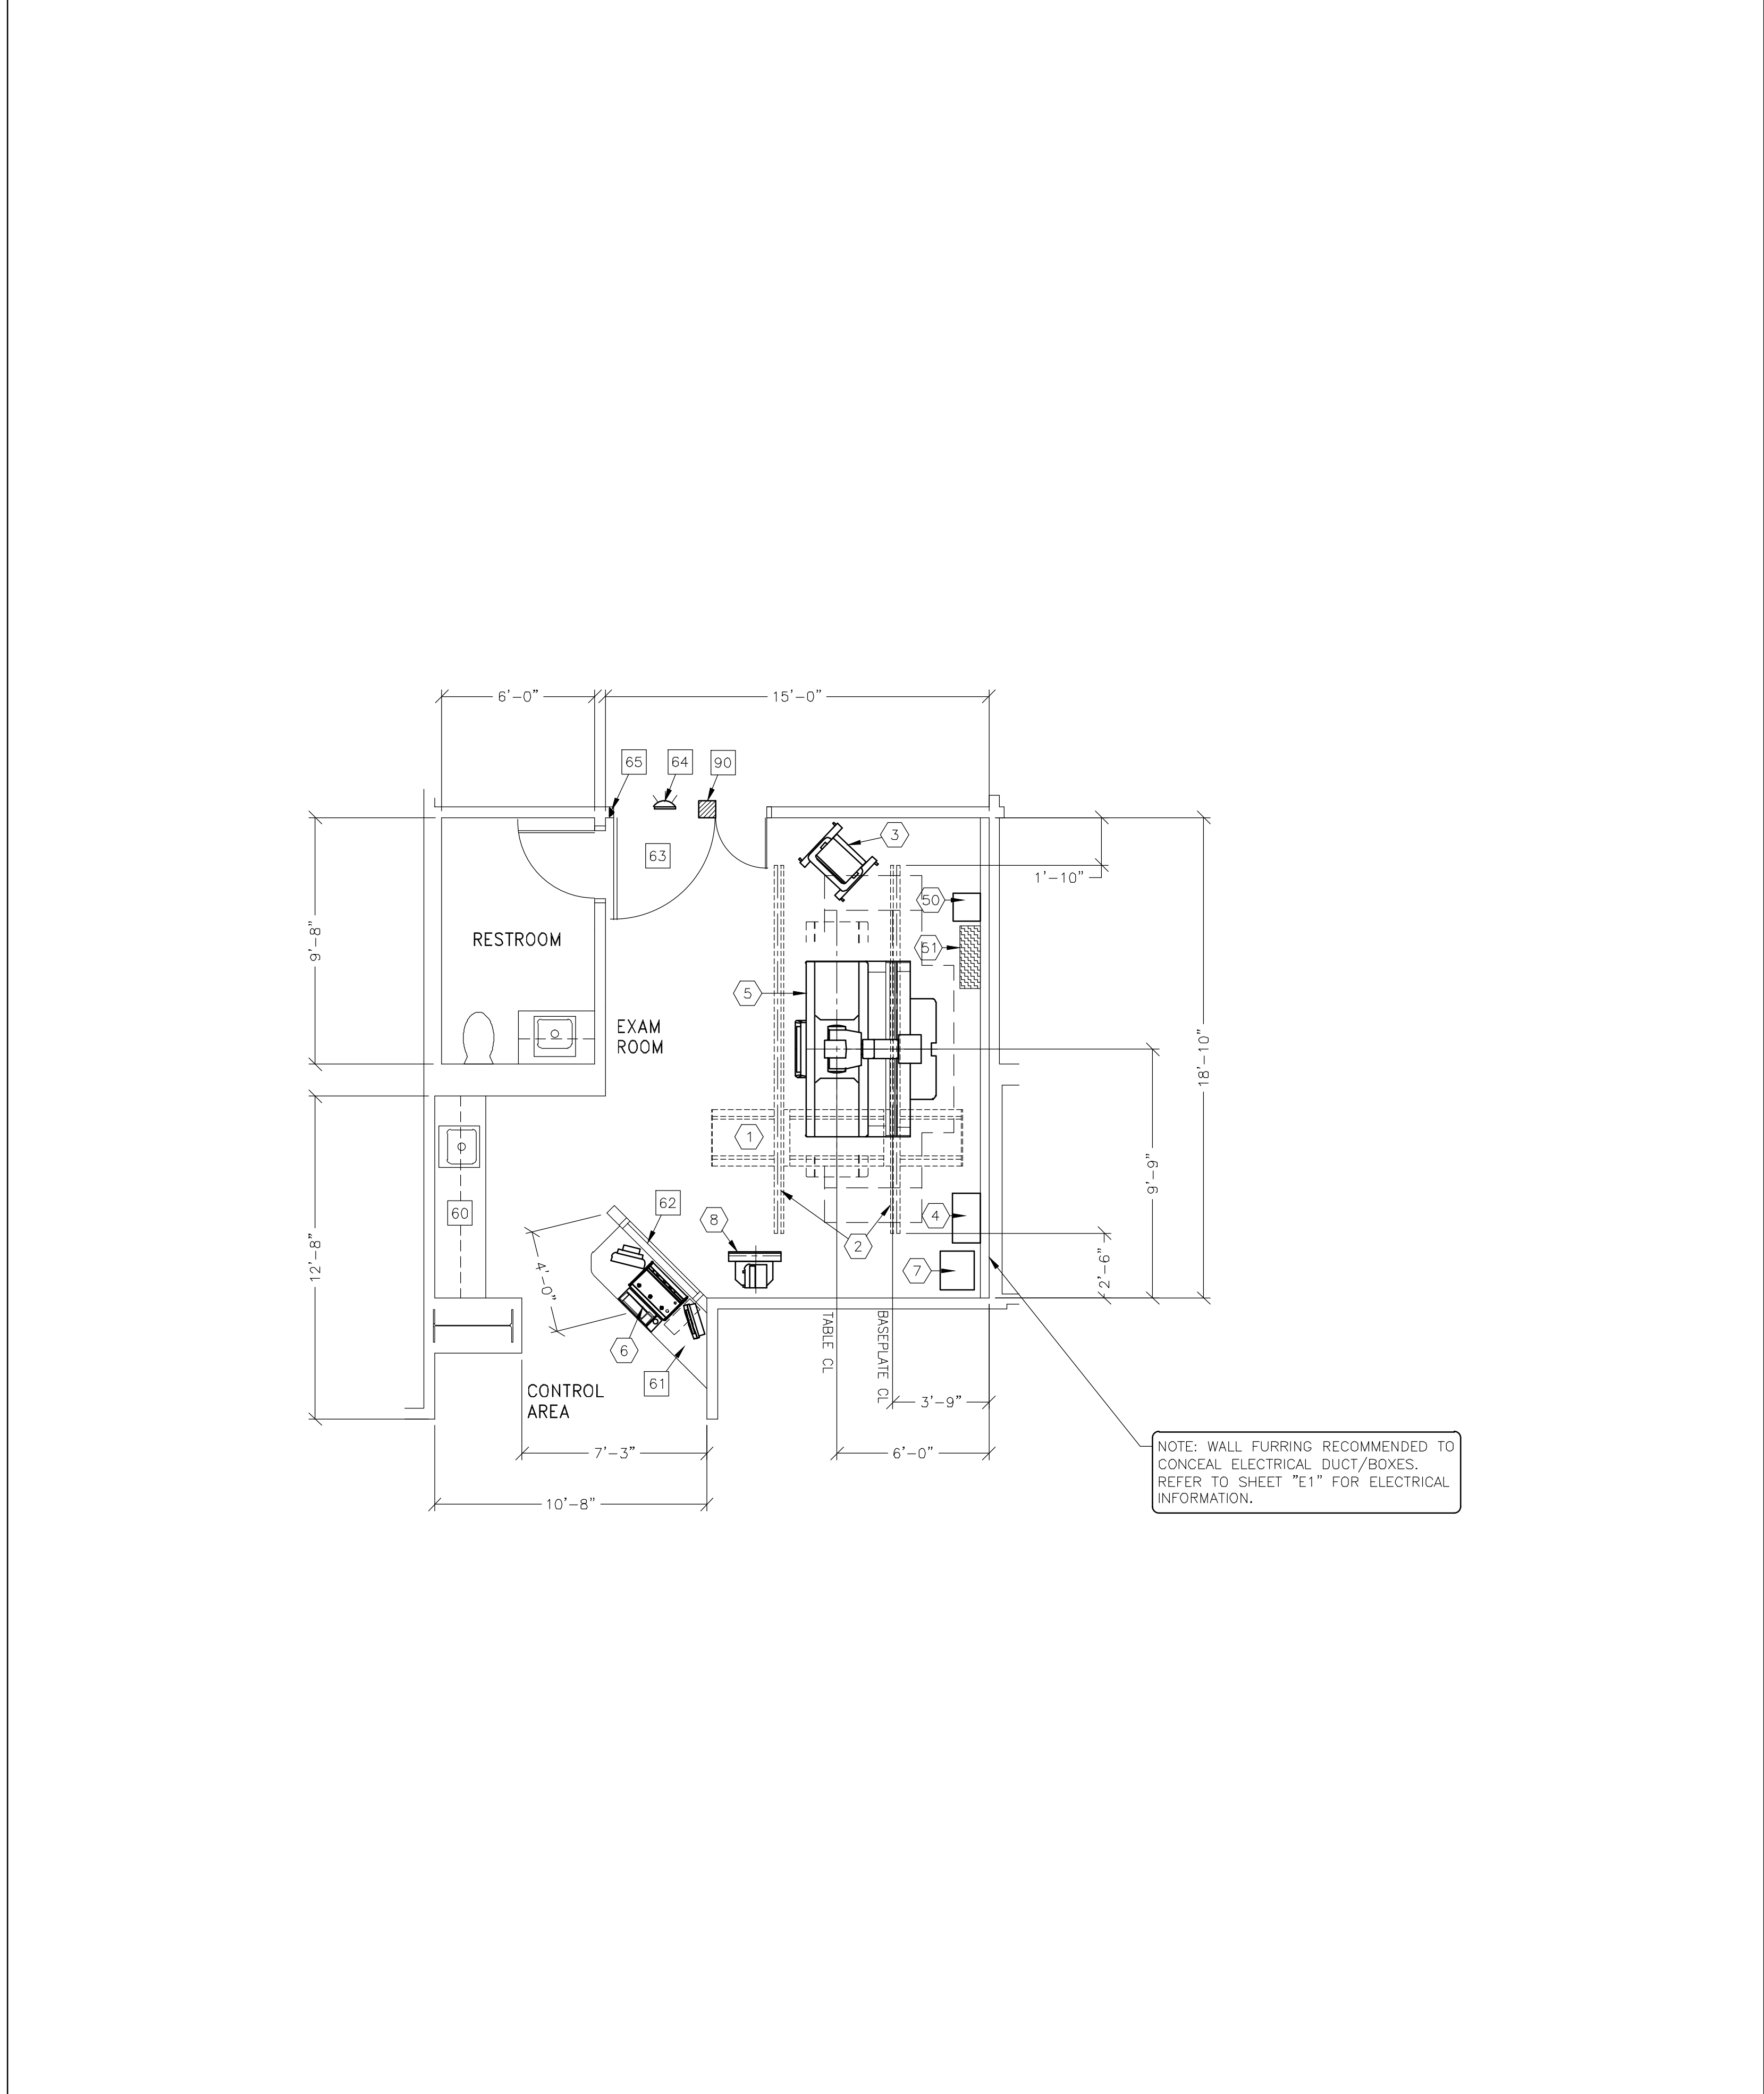 6'-0"
15'-0"
65
64
90
63
3
1'-10"
50
51
9'-8"
RESTROOM
5
EXAM
ROOM
18'-10"
1
9'-9"
60
62
8
4
2
12'-8"
4'-0"
7
2'-6"
6
61
TABLE CL
BASEPLATE CL
CONTROL
AREA
3'-9"
7'-3"
6'-0"
10'-8"
NOTE: WALL FURRING RECOMMENDED TO
CONCEAL ELECTRICAL DUCT/BOXES.
REFER TO SHEET "E1" FOR ELECTRICAL
INFORMATION.